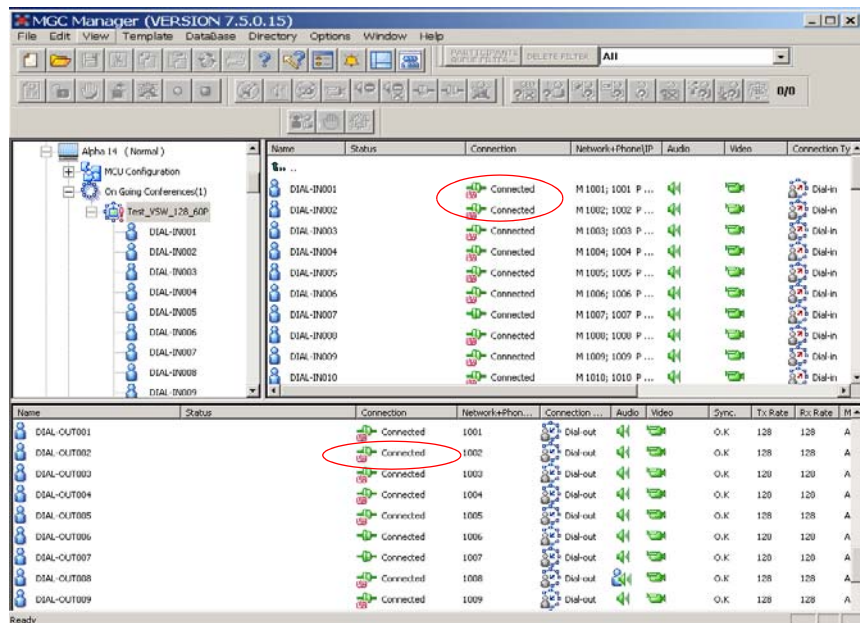 MGC Manager (VERSION 7.5.0.15)
File Edit View Template DataBase Directory Options Window Help
DELETE FILTER All
0/0
Alpha 14 (Normal)
MCU Configuration
On Going Conferences(1)
Test_VSW_128_60P
DIAL-IN001
DIAL-IN002
DIAL-IN003
DIAL-IN004
DIAL-IN005
DIAL-IN006
DIAL-IN007
DIAL-IN008
DIAL-IN009
Name Status Connection Network+Phone\IP Audio Video Connection Ty
..
DIAL-IN001 Connected M 1001; 1001 P ... Dial-in
DIAL-IN002 Connected M 1002; 1002 P ... Dial-in
DIAL-IN003 Connected M 1003; 1003 P ... Dial-in
DIAL-IN004 Connected M 1004; 1004 P ... Dial-in
DIAL-IN005 Connected M 1005; 1005 P ... Dial-in
DIAL-IN006 Connected M 1006; 1006 P ... Dial-in
DIAL-IN007 Connected M 1007; 1007 P ... Dial-in
DIAL-IN008 Connected M 1008; 1008 P ... Dial-in
DIAL-IN009 Connected M 1009; 1009 P ... Dial-in
DIAL-IN010 Connected M 1010; 1010 P ... Dial-in
Name Status Connection Network+Phon... Connection ... Audio Video Sync. Tx Rate Rx Rate M
DIAL-OUT001 Connected 1001 Dial-out O.K 128 128 A
DIAL-OUT002 Connected 1002 Dial-out O.K 128 128 A
DIAL-OUT003 Connected 1003 Dial-out O.K 128 128 A
DIAL-OUT004 Connected 1004 Dial-out O.K 128 128 A
DIAL-OUT005 Connected 1005 Dial-out O.K 128 128 A
DIAL-OUT006 Connected 1006 Dial-out O.K 128 128 A
DIAL-OUT007 Connected 1007 Dial-out O.K 128 128 A
DIAL-OUT008 Connected 1008 Dial-out O.K 128 128 A
DIAL-OUT009 Connected 1009 Dial-out O.K 128 128 A
Ready